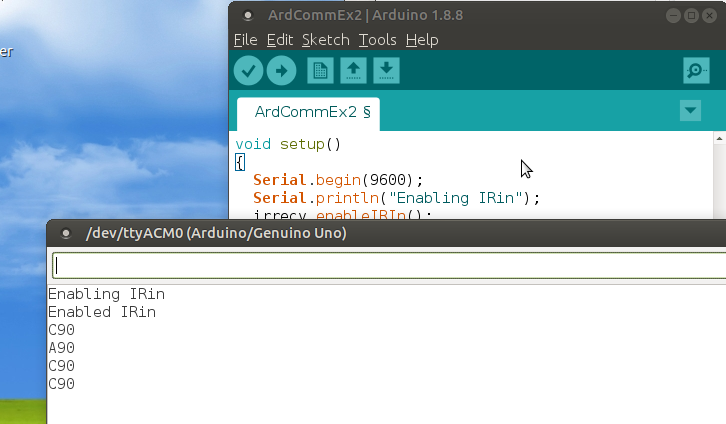 ArdCommEx2 | Arduino 1.8.8
er
File Edit Sketch Tools Help
ArdCommEx2 §
void setup()
{
Serial.begin(9600);
Serial.println("Enabling IRin");
irrecv.enableIRIn();
/dev/ttyACM0 (Arduino/Genuino Uno)
Enabling IRin
Enabled IRin
C90
A90
C90
C90